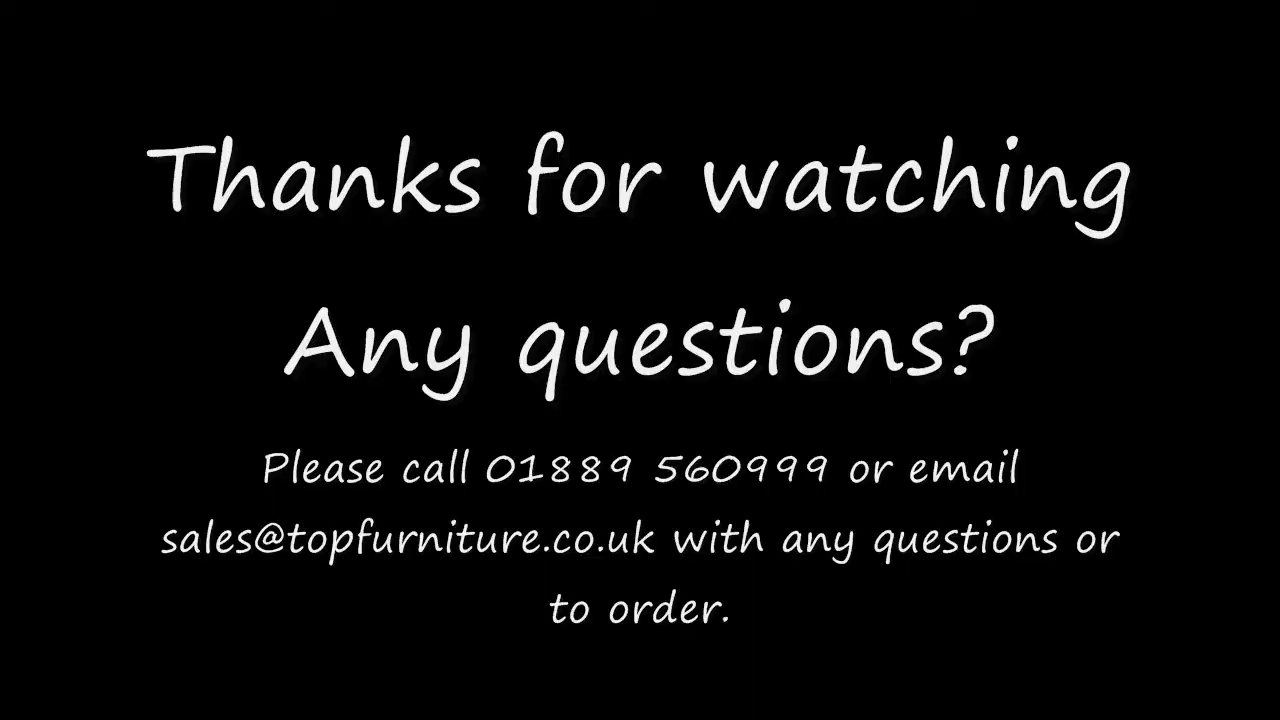 Thanks for watching
Any questions?
Please call 01889 560999 or email
sales@topfurniture.co.uk with any questions or
to order.